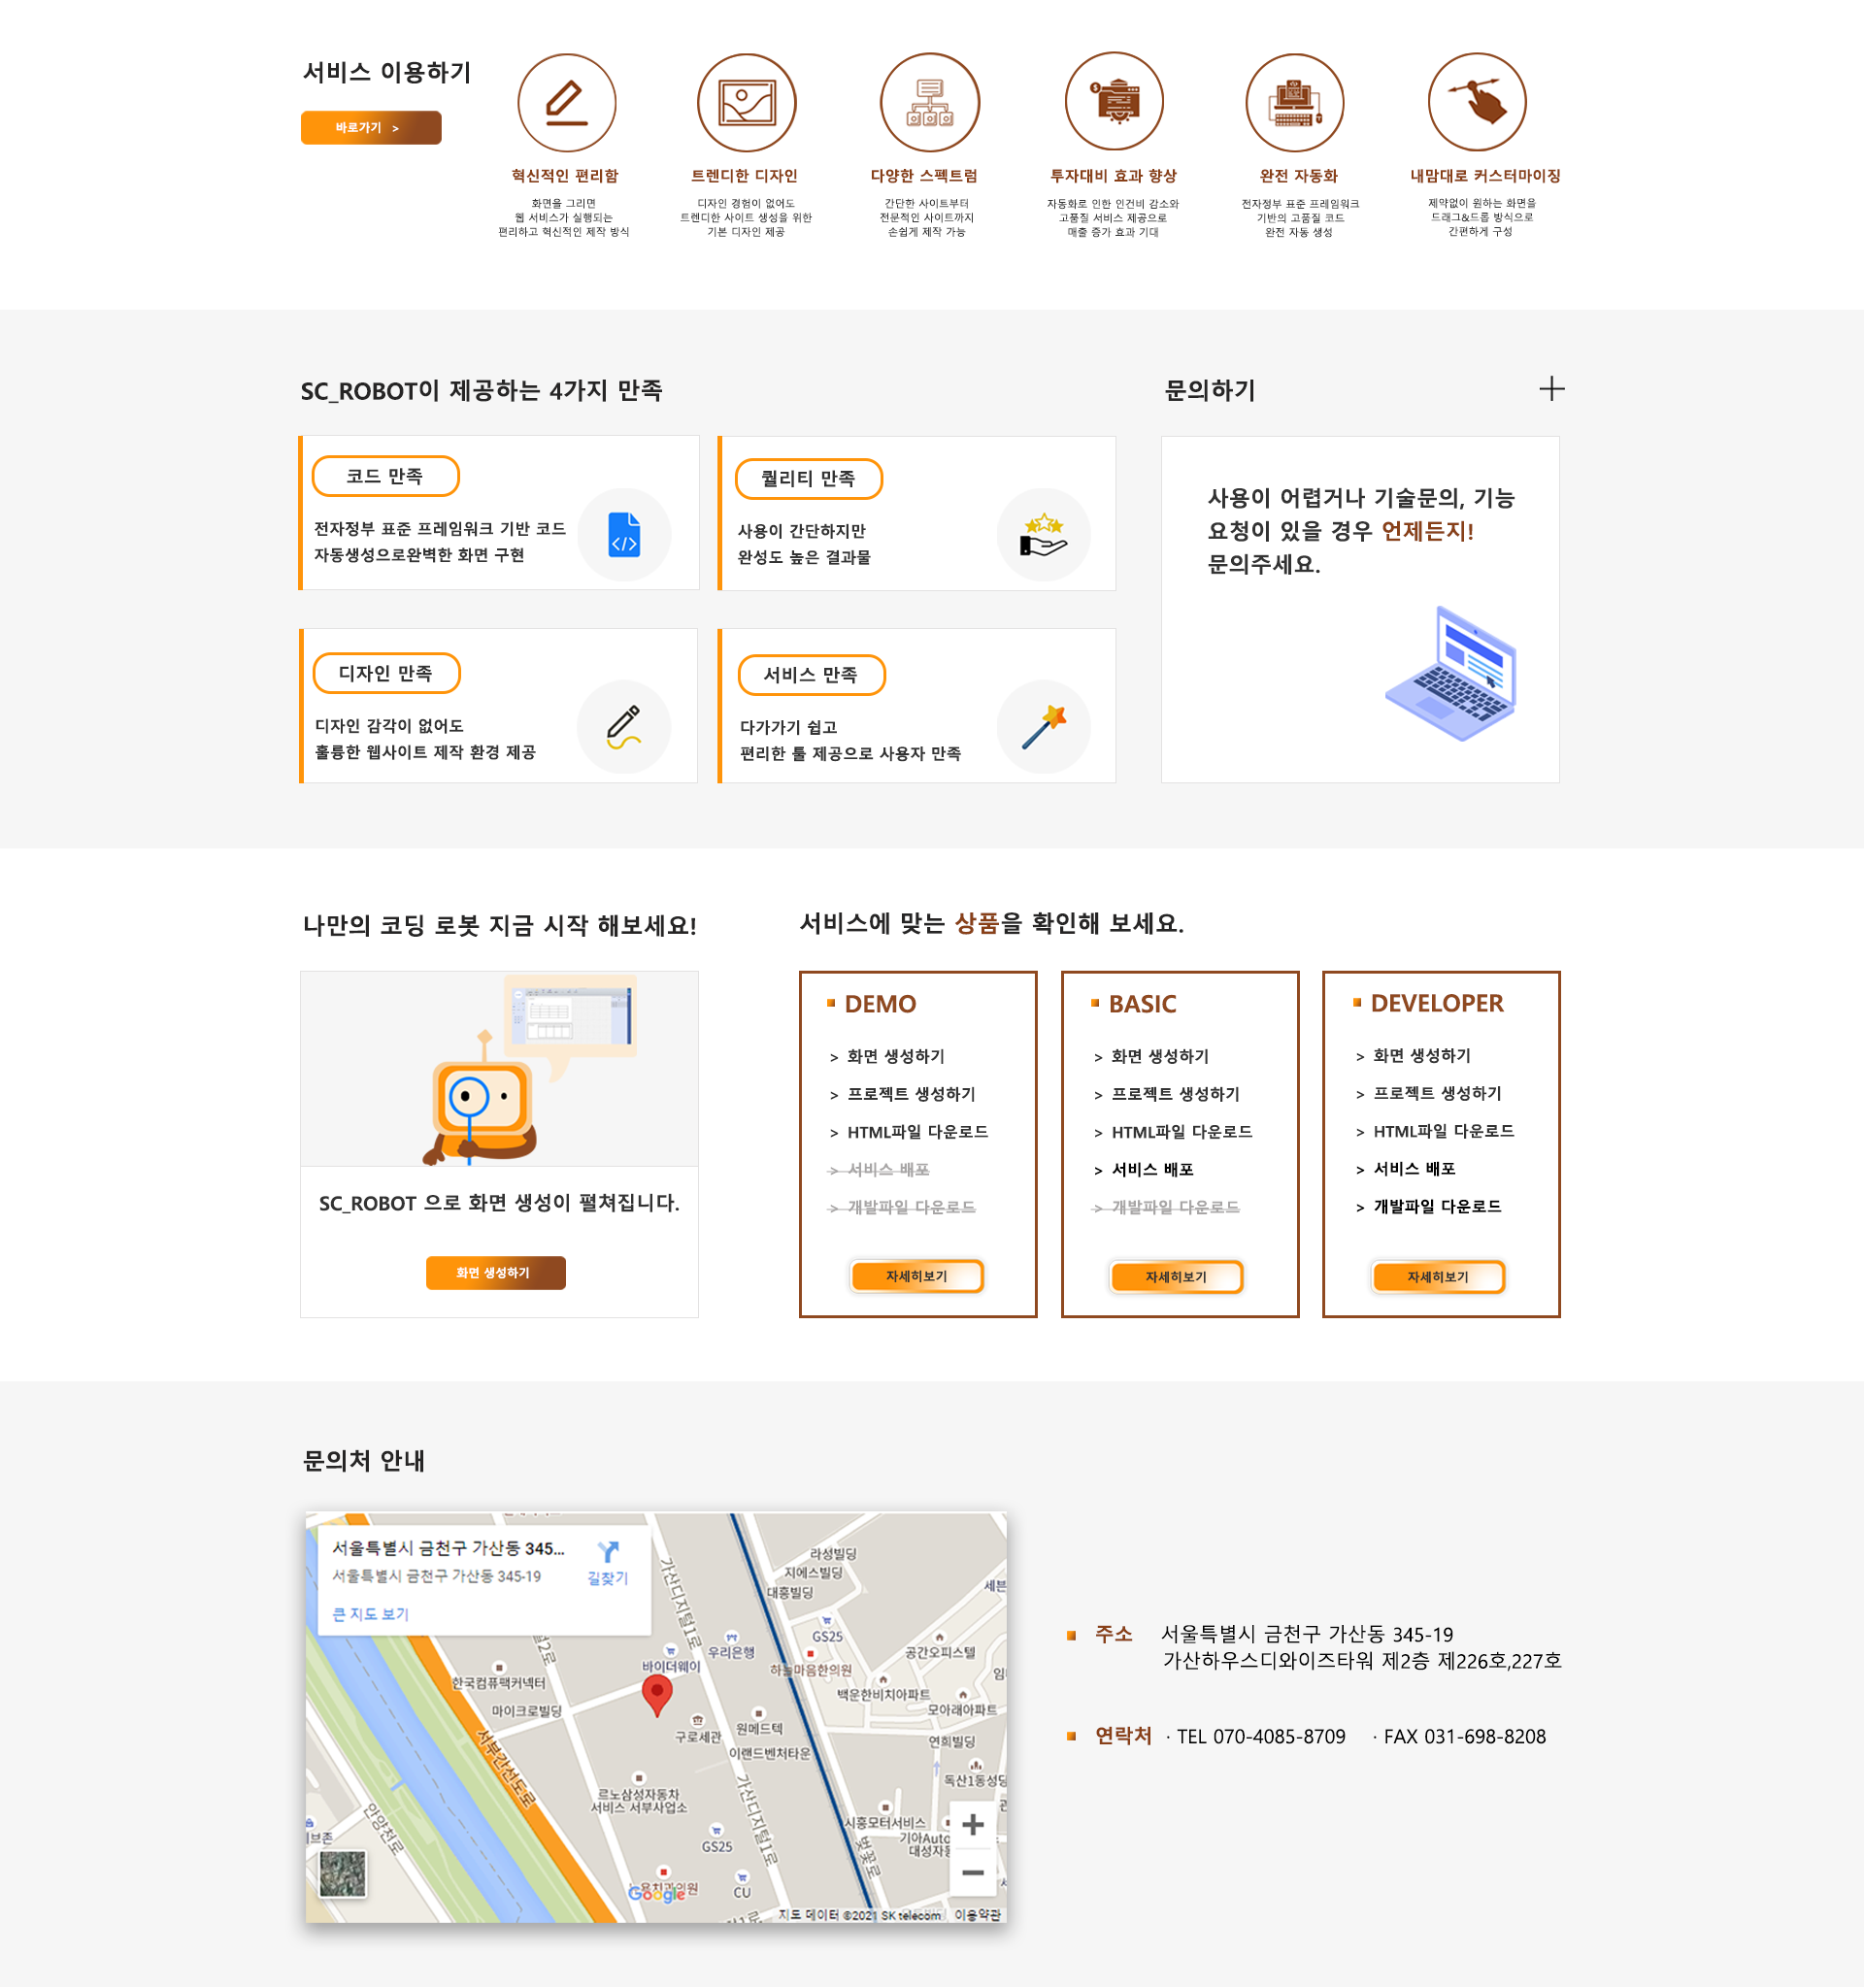 서비스 이용하기
바로가기 >
혁신적인 편리함
화면을 그리면
웹 서비스가 실행되는
편리하고 혁신적인 제작 방식
트렌디한 디자인
디자인 경험이 없어도
트렌디한 사이트 생성을 위한
기본 디자인 제공
다양한 스펙트럼
간단한 사이트부터
전문적인 사이트까지
손쉽게 제작 가능
투자대비 효과 향상
자동화로 인한 인건비 감소와
고품질 서비스 제공으로
매출 증가 효과 기대
완전 자동화
전자정부 표준 프레임워크
기반의 고품질 코드
완전 자동 생성
내맘대로 커스터마이징
제약없이 원하는 화면을
드래그&드롭 방식으로
간편하게 구성
SC_ROBOT이 제공하는 4가지 만족
코드 만족
전자정부 표준 프레임워크 기반 코드
자동생성으로완벽한 화면 구현
퀄리티 만족
사용이 간단하지만
완성도 높은 결과물
디자인 만족
디자인 감각이 없어도
훌륭한 웹사이트 제작 환경 제공
서비스 만족
다가가기 쉽고
편리한 툴 제공으로 사용자 만족
문의하기
사용이 어렵거나 기술문의, 기능
요청이 있을 경우 언제든지!
문의주세요.
나만의 코딩 로봇 지금 시작 해보세요!
SC_ROBOT 으로 화면 생성이 펼쳐집니다.
화면 생성하기
서비스에 맞는 상품을 확인해 보세요.
DEMO
> 화면 생성하기
> 프로젝트 생성하기
> HTML파일 다운로드
> 서비스 배포
> 개발파일 다운로드
자세히보기
BASIC
> 화면 생성하기
> 프로젝트 생성하기
> HTML파일 다운로드
> 서비스 배포
> 개발파일 다운로드
자세히보기
DEVELOPER
> 화면 생성하기
> 프로젝트 생성하기
> HTML파일 다운로드
> 서비스 배포
> 개발파일 다운로드
자세히보기
문의처 안내
서울특별시 금천구 가산동 345...
서울특별시 금천구 가산동 345-19
길찾기
큰 지도 보기
가산디지털1로
라성빌딩
지에스빌딩
대흥빌딩
세븐
GS25
우리은행
바이더웨이
하늘마음한의원
공간오피스텔
한국컴퓨팩커넥터
백운한비치아파트
모아래아파트
마이크로빌딩
구로세관
원메드텍
이랜드벤처타운
연희빌딩
독산1동성당
서부간선도로
르노삼성자동차
서비스 서부사업소
가산디지털1로
안양천로
시흥모터서비스
기아Auto
벚꽃로
GS25
CU
Google
지도 데이터 ©2021 SK telecom 이용약관
주소 서울특별시 금천구 가산동 345-19
가산하우스디와이즈타워 제2층 제226호,227호
연락처 · TEL 070-4085-8709 · FAX 031-698-8208